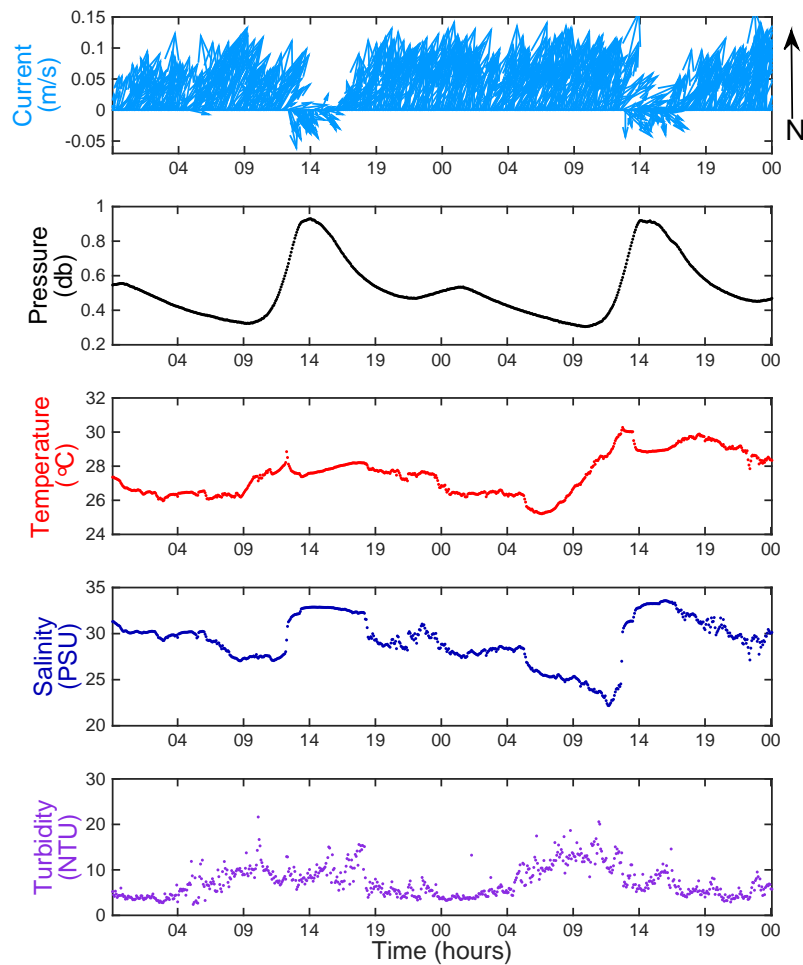 0.15
0.10
0.05
0
-0.05
Current
(m/s)
N
04 09 14 19 00 04 09 14 19 00
1
0.8
0.6
0.4
0.2
Pressure
(db)
04 09 14 19 00 04 09 14 19 00
32
30
28
26
24
Temperature
(°C)
04 09 14 19 00 04 09 14 19 00
35
30
25
20
Salinity
(PSU)
04 09 14 19 00 04 09 14 19 00
30
20
10
0
Turbidity
(NTU)
04 09 14 19 00 04 09 14 19 00
Time (hours)